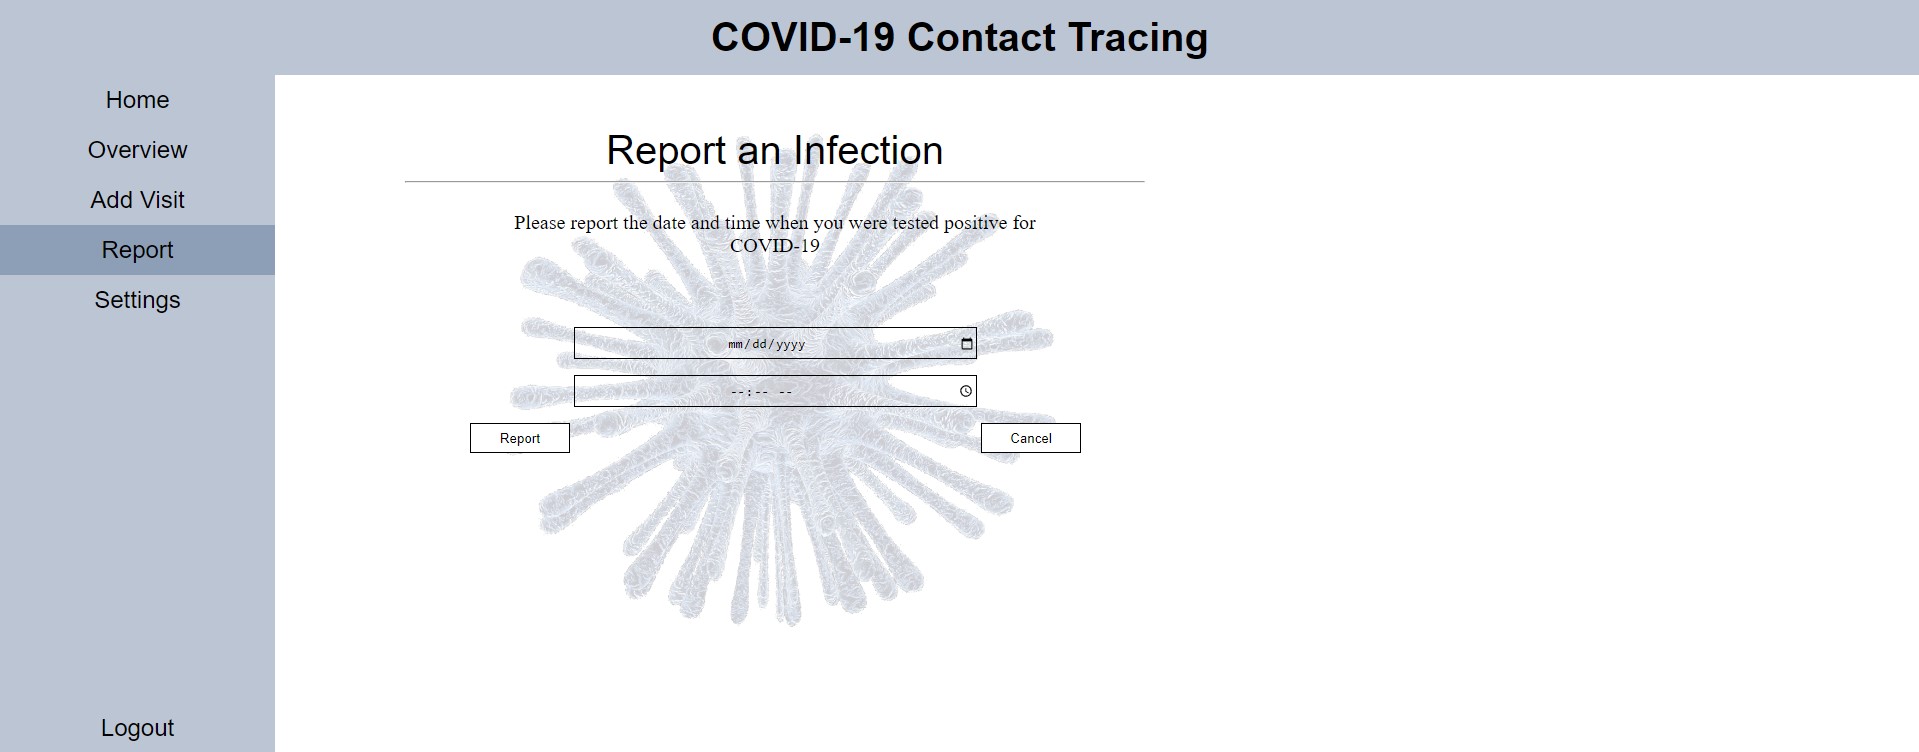 COVID-19 Contact Tracing
Home
Overview
Add Visit
Report
Settings
Logout
Report an Infection
Please report the date and time when you were tested positive for
COVID-19
mm/dd/yyyy
--:-- --
Report
Cancel